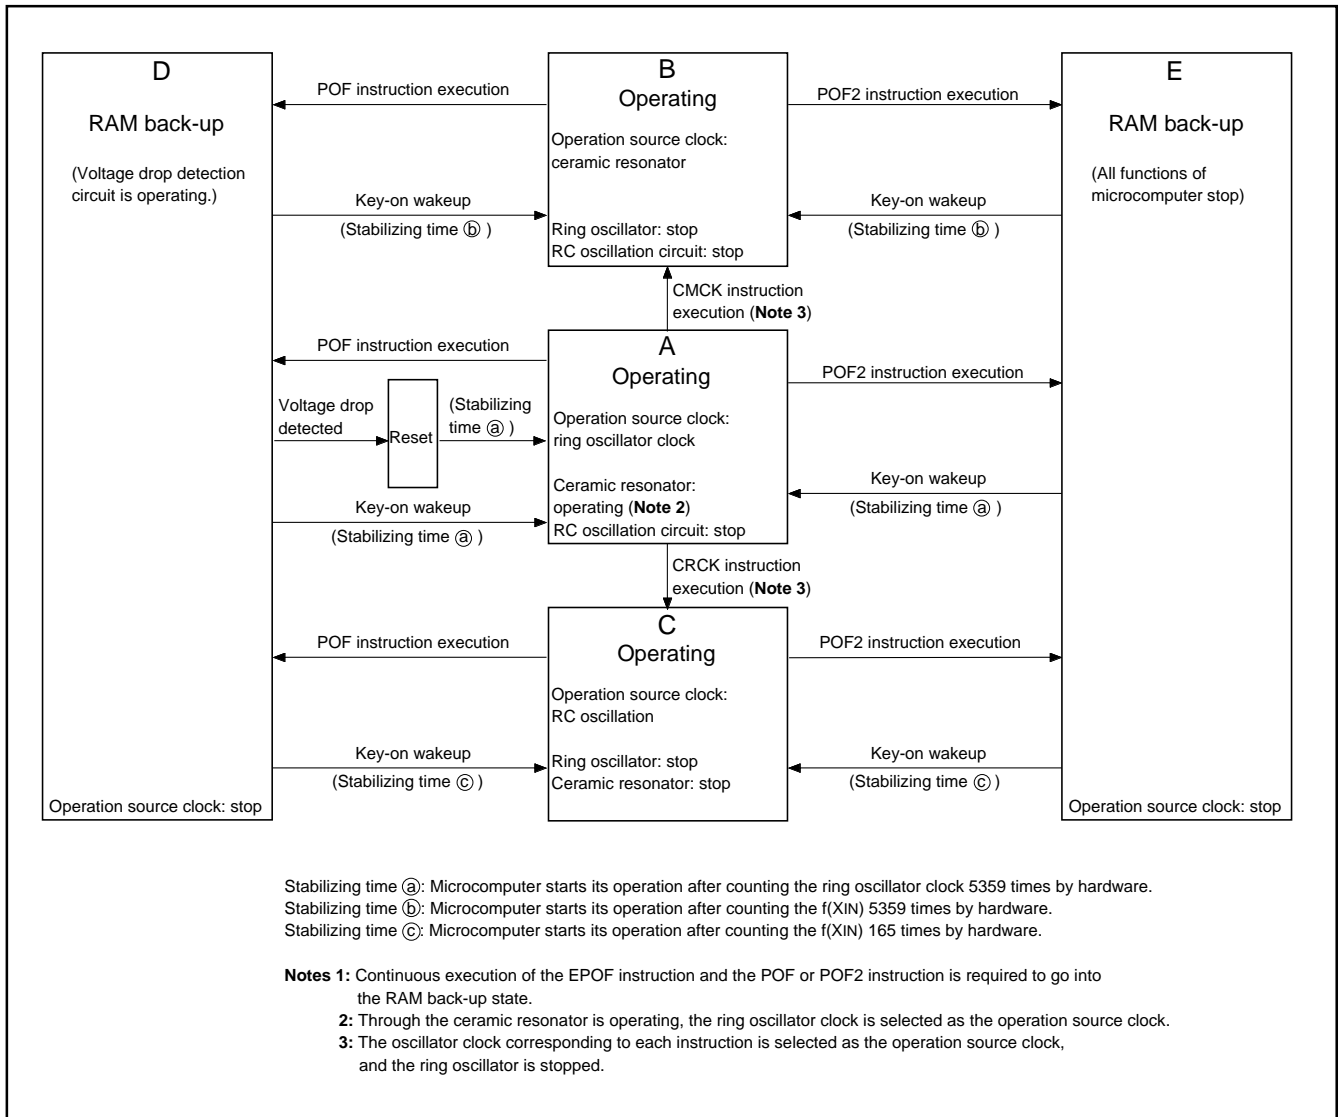 D
RAM back-up
(Voltage drop detection
circuit is operating.)
Operation source clock: stop
POF instruction execution
Key-on wakeup
(Stabilizing time ⓑ )
B
Operating
Operation source clock:
ceramic resonator
Ring oscillator: stop
RC oscillation circuit: stop
POF2 instruction execution
Key-on wakeup
(Stabilizing time ⓑ )
E
RAM back-up
(All functions of
microcomputer stop)
Operation source clock: stop
CMCK instruction
execution (Note 3)
POF instruction execution
Voltage drop
detected
Reset
(Stabilizing
time ⓐ )
Key-on wakeup
(Stabilizing time ⓐ )
A
Operating
Operation source clock:
ring oscillator clock
Ceramic resonator:
operating (Note 2)
RC oscillation circuit: stop
POF2 instruction execution
Key-on wakeup
(Stabilizing time ⓐ )
CRCK instruction
execution (Note 3)
POF instruction execution
Key-on wakeup
(Stabilizing time ⓒ )
C
Operating
Operation source clock:
RC oscillation
Ring oscillator: stop
Ceramic resonator: stop
POF2 instruction execution
Key-on wakeup
(Stabilizing time ⓒ )
Stabilizing time ⓐ: Microcomputer starts its operation after counting the ring oscillator clock 5359 times by hardware.
Stabilizing time ⓑ: Microcomputer starts its operation after counting the f(XIN) 5359 times by hardware.
Stabilizing time ⓒ: Microcomputer starts its operation after counting the f(XIN) 165 times by hardware.
Notes 1: Continuous execution of the EPOF instruction and the POF or POF2 instruction is required to go into
the RAM back-up state.
2: Through the ceramic resonator is operating, the ring oscillator clock is selected as the operation source clock.
3: The oscillator clock corresponding to each instruction is selected as the operation source clock,
and the ring oscillator is stopped.